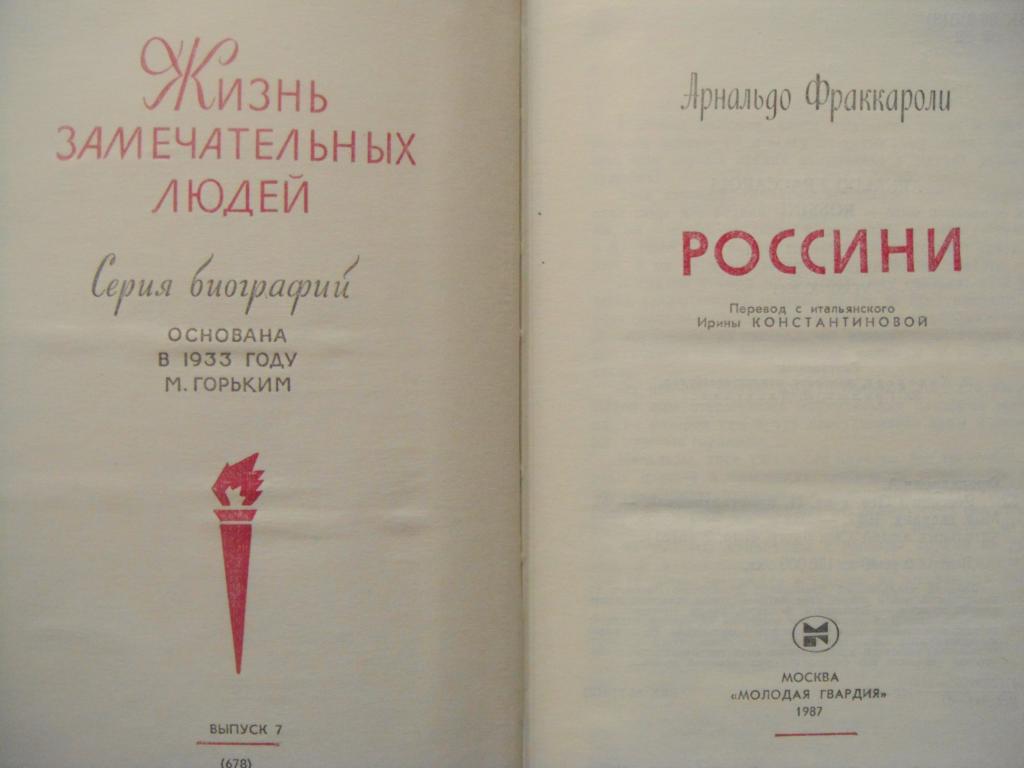 Жизнь
ЗАМЕЧАТЕЛЬНЫХ
ЛЮДЕЙ
Серия биографий
ОСНОВАНА
В 1933 ГОДУ
М. ГОРЬКИМ
ВЫПУСК 7
(678)
Арнальдо Фраккароли
РОССИНИ
Перевод с итальянского
Ирины КОНСТАНТИНОВОЙ
МОСКВА
«МОЛОДАЯ ГВАРДИЯ»
1987